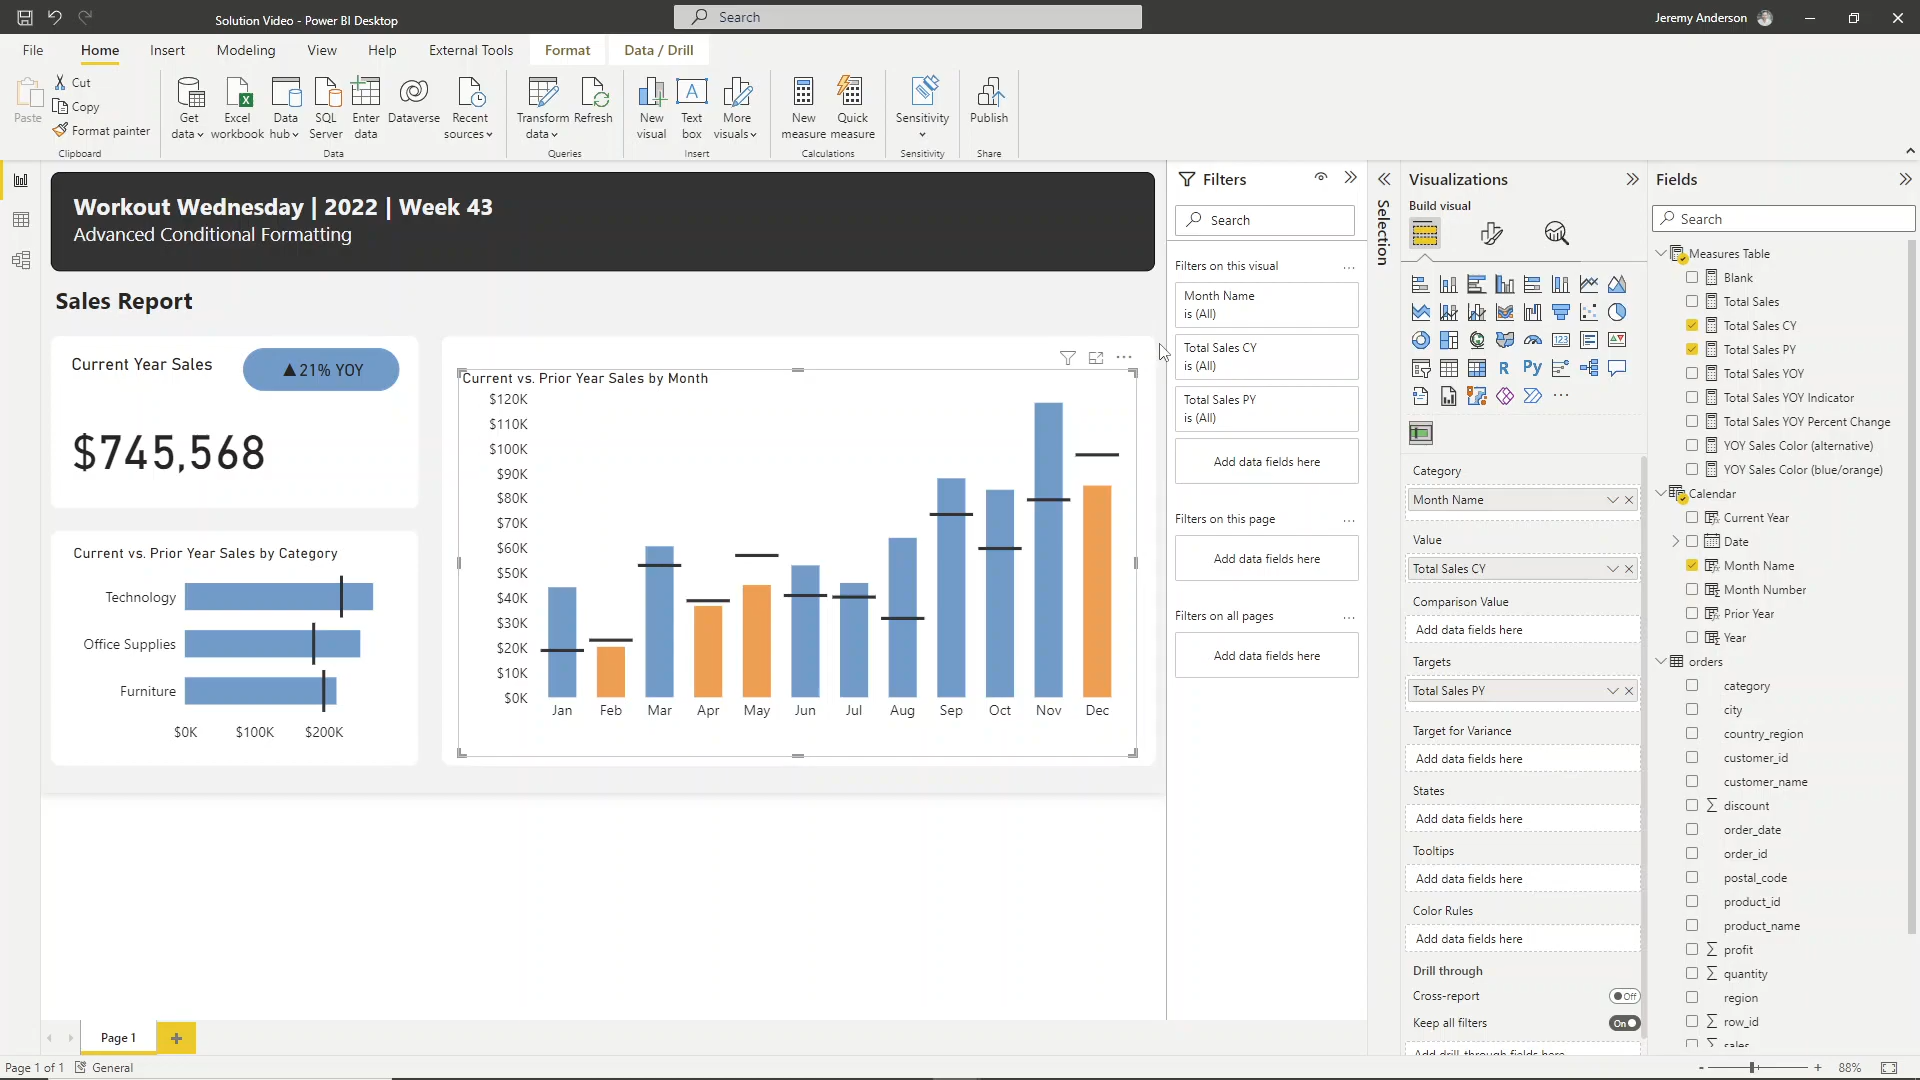 Solution Video - Power BI Desktop
Search
Jeremy Anderson
File
Home
Insert
Modeling
View
Help
External Tools
Format
Data / Drill
Paste
Cut
Copy
Format painter
Clipboard
Get data
Excel workbook
Data hub
SQL Server
Enter data
Dataverse
Recent sources
Data
Transform data
Refresh
Queries
New visual
Text box
More visuals
Insert
New measure
Quick measure
Calculations
Sensitivity
Sensitivity
Publish
Share
Workout Wednesday | 2022 | Week 43
Advanced Conditional Formatting
Sales Report
Current Year Sales
▲21% YOY
$745,568
Current vs. Prior Year Sales by Category
Technology
Office Supplies
Furniture
$0K
$100K
$200K
Current vs. Prior Year Sales by Month
$120K
$110K
$100K
$90K
$80K
$70K
$60K
$50K
$40K
$30K
$20K
$10K
$0K
Jan
Feb
Mar
Apr
May
Jun
Jul
Aug
Sep
Oct
Nov
Dec
Filters
Search
Filters on this visual
Month Name
is (All)
Total Sales CY
is (All)
Total Sales PY
is (All)
Add data fields here
Filters on this page
Add data fields here
Filters on all pages
Add data fields here
Selection
Visualizations
Build visual
R
Py
123
Category
Month Name
Value
Total Sales CY
Comparison Value
Add data fields here
Targets
Total Sales PY
Target for Variance
Add data fields here
States
Add data fields here
Tooltips
Add data fields here
Color Rules
Add data fields here
Drill through
Cross-report
Off
Keep all filters
On
Add drill-through fields here
Fields
Search
Measures Table
Blank
Total Sales
Total Sales CY
Total Sales PY
Total Sales YOY
Total Sales YOY Indicator
Total Sales YOY Percent Change
YOY Sales Color (alternative)
YOY Sales Color (blue/orange)
Calendar
Current Year
Date
Month Name
Month Number
Prior Year
Year
orders
category
city
country_region
customer_id
customer_name
discount
order_date
order_id
postal_code
product_id
product_name
profit
quantity
region
row_id
sales
Page 1
Page 1 of 1
General
88%